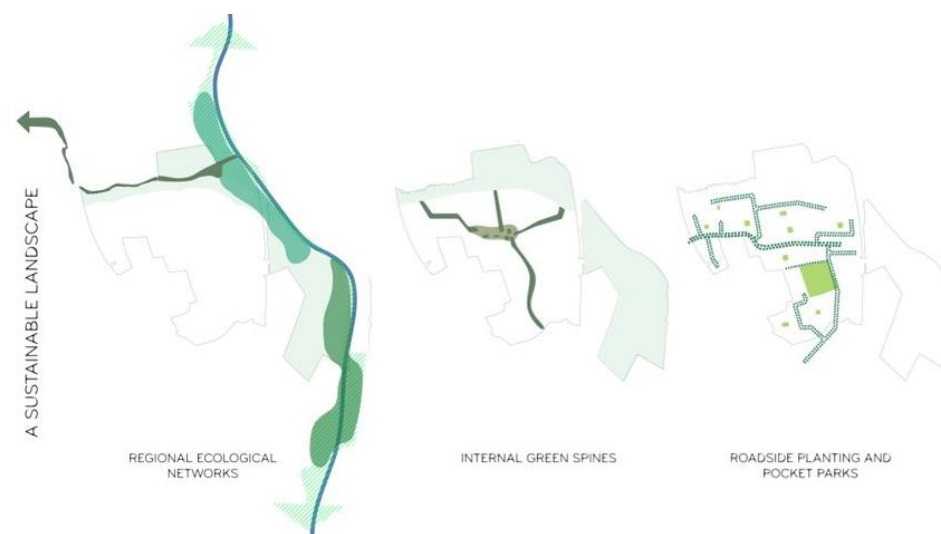 A SUSTAINABLE LANDSCAPE
REGIONAL ECOLOGICAL
NETWORKS
INTERNAL GREEN SPINES
ROADSIDE PLANTING AND
POCKET PARKS